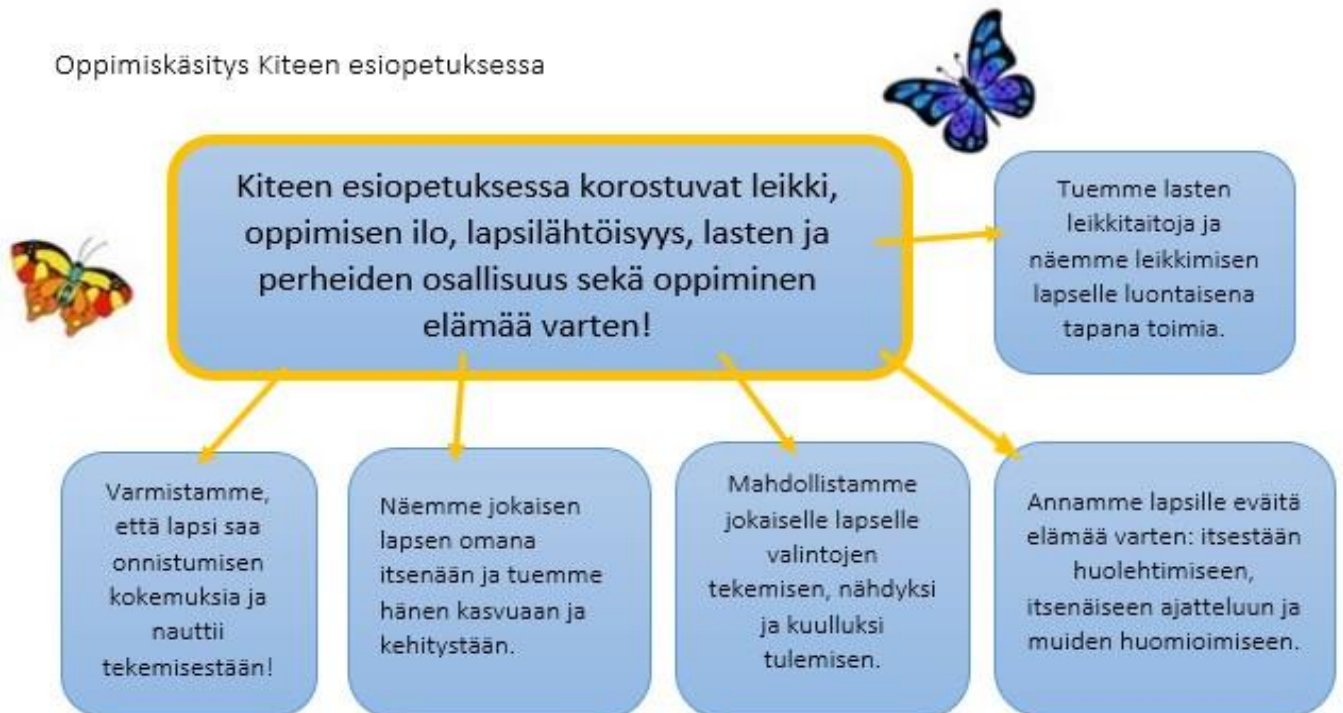 Oppimiskäsitys Kiteen esiopetuksessa
Kiteen esiopetuksessa korostuvat leikki,
oppimisen ilo, lapsilähtöisyys, lasten ja
perheiden osallisuus sekä oppiminen
elämää varten!
Tuemme lasten
leikkitaitoja ja
näemme leikkimisen
lapselle luontaisena
tapana toimia.
Varmistamme,
että lapsi saa
onnistumisen
kokemuksia ja
nauttii
tekemisestään!
Näemme jokaisen
lapsen omana
itsenään ja tuemme
hänen kasvuaan ja
kehitystään.
Mahdollistamme
jokaiselle lapselle
valintojen
tekemisen, nähdyksi
ja kuulluksi
tulemisen.
Annamme lapsille eväitä
elämää varten: itsestään
huolehtimiseen,
itsenäiseen ajatteluun ja
muiden huomioimiseen.